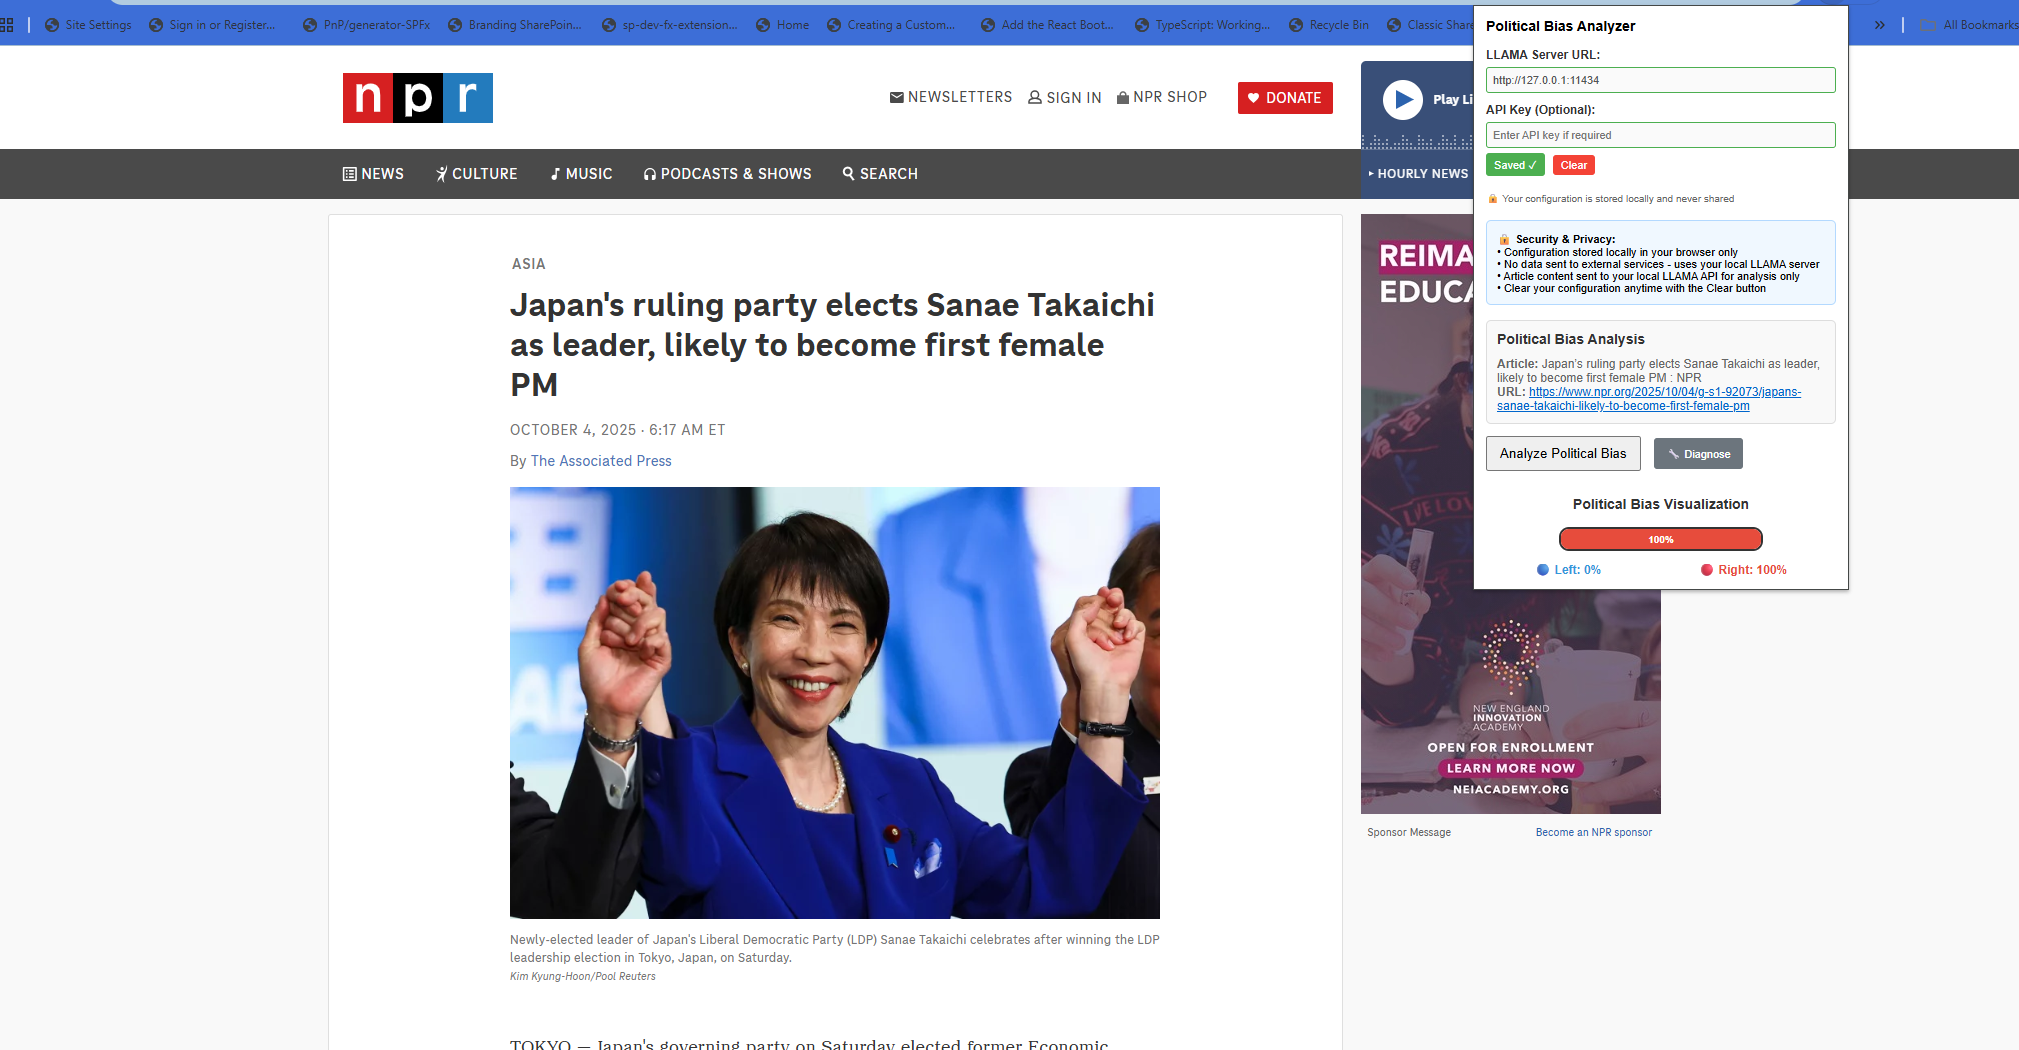 Site Settings
Sign in or Register...
PnP/generator-SPFx
Branding SharePoin...
sp-dev-fx-extension...
Home
Creating a Custom...
Add the React Boot...
TypeScript: Working...
Recycle Bin
Classic Share
»
All Bookmarks
npr
NEWSLETTERS
SIGN IN
NPR SHOP
DONATE
Play Li
NEWS
CULTURE
MUSIC
PODCASTS & SHOWS
SEARCH
HOURLY NEWS
ASIA
Japan's ruling party elects Sanae Takaichi
as leader, likely to become first female
PM
OCTOBER 4, 2025 · 6:17 AM ET
By The Associated Press
Newly-elected leader of Japan's Liberal Democratic Party (LDP) Sanae Takaichi celebrates after winning the LDP
leadership election in Tokyo, Japan, on Saturday.
Kim Kyung-Hoon/Pool Reuters
TOKYO — Japan's governing party on Saturday elected former Economic
REIMA
EDUCA
NEW ENGLAND
INNOVATION
ACADEMY
OPEN FOR ENROLLMENT
LEARN MORE NOW
NEIACADEMY.ORG
Sponsor Message
Become an NPR sponsor
Political Bias Analyzer
LLAMA Server URL:
http://127.0.0.1:11434
API Key (Optional):
Enter API key if required
Saved ✓
Clear
🔒 Your configuration is stored locally and never shared
🔒 Security & Privacy:
• Configuration stored locally in your browser only
• No data sent to external services - uses your local LLAMA server
• Article content sent to your local LLAMA API for analysis only
• Clear your configuration anytime with the Clear button
Political Bias Analysis
Article: Japan's ruling party elects Sanae Takaichi as leader,
likely to become first female PM : NPR
URL: https://www.npr.org/2025/10/04/g-s1-92073/japans-
sanae-takaichi-likely-to-become-first-female-pm
Analyze Political Bias
🔧 Diagnose
Political Bias Visualization
100%
🔵 Left: 0%
🔴 Right: 100%